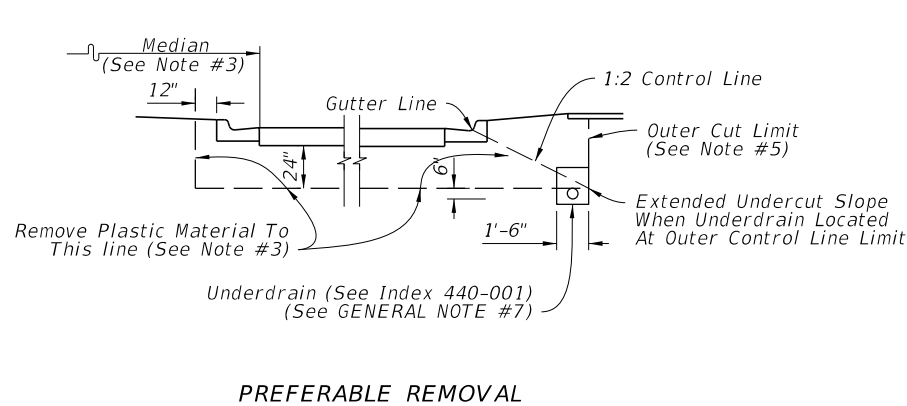 Median
(See Note #3)
12"
Gutter Line
1:2 Control Line
Outer Cut Limit
(See Note #5)
24"
6"
Extended Undercut Slope
When Underdrain Located
At Outer Control Line Limit
Remove Plastic Material To
This line (See Note #3)
1'-6"
Underdrain (See Index 440-001)
(See GENERAL NOTE #7)
PREFERABLE REMOVAL